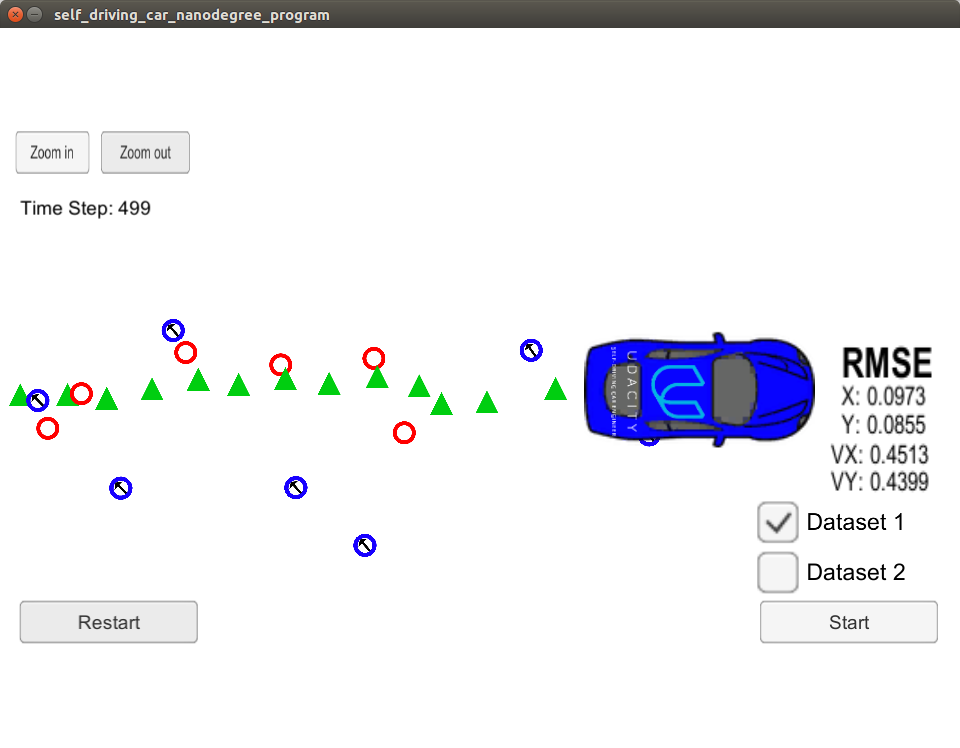 self_driving_car_nanodegree_program
Zoom in
Zoom out
Time Step: 499
UDACITY
SELF-DRIVING CAR ENGINEER
RMSE
X: 0.0973
Y: 0.0855
VX: 0.4513
VY: 0.4399
Dataset 1
Dataset 2
Restart
Start